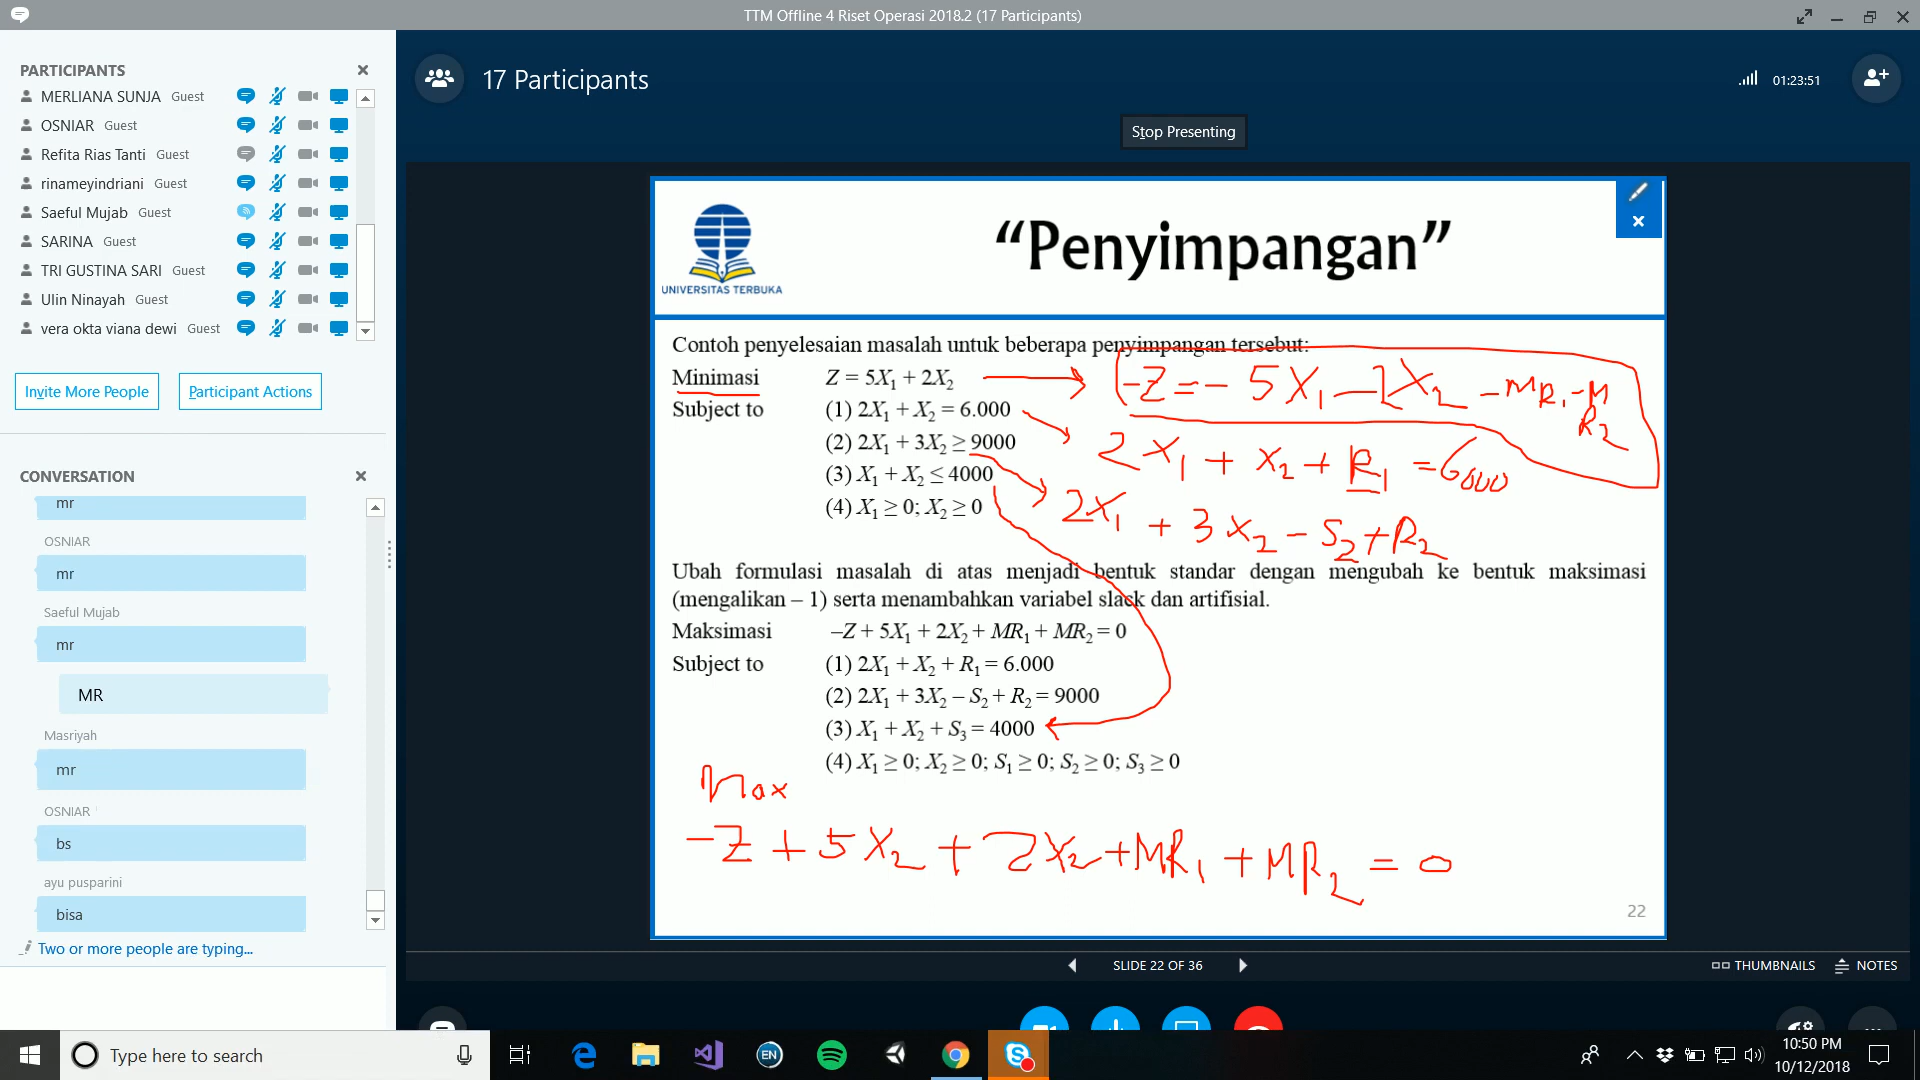 TTM Offline 4 Riset Operasi 2018.2 (17 Participants)
PARTICIPANTS
MERLIANA SUNJA Guest
OSNIAR Guest
Refita Rias Tanti Guest
rinameyindriani Guest
Saeful Mujab Guest
SARINA Guest
TRI GUSTINA SARI Guest
Ulin Ninayah Guest
vera okta viana dewi Guest
Invite More People
Participant Actions
CONVERSATION
mr
OSNIAR
mr
Saeful Mujab
mr
MR
Masriyah
mr
OSNIAR
bs
ayu pusparini
bisa
Two or more people are typing...
17 Participants
01:23:51
Stop Presenting
UNIVERSITAS TERBUKA
“Penyimpangan”
Contoh penyelesaian masalah untuk beberapa penyimpangan tersebut:
Minimasi Z = 5X₁ + 2X₂
-Z = - 5X₁ - 2X₂ - MR₁ - MR₂
Subject to (1) 2X₁ + X₂ = 6.000
2X₁ + X₂ + R₁ = 6000
(2) 2X₁ + 3X₂ ≥ 9000
(3) X₁ + X₂ ≤ 4000
2X₁ + 3X₂ - S₂ + R₂
(4) X₁ ≥ 0; X₂ ≥ 0
Ubah formulasi masalah di atas menjadi bentuk standar dengan mengubah ke bentuk maksimasi
(mengalikan – 1) serta menambahkan variabel slack dan artifisial.
Maksimasi –Z + 5X₁ + 2X₂ + MR₁ + MR₂ = 0
Subject to (1) 2X₁ + X₂ + R₁ = 6.000
(2) 2X₁ + 3X₂ – S₂ + R₂ = 9000
(3) X₁ + X₂ + S₃ = 4000
(4) X₁ ≥ 0; X₂ ≥ 0; S₁ ≥ 0; S₂ ≥ 0; S₃ ≥ 0
Max
-Z + 5X₂ + 2X₂ + MR₁ + MR₂ = 0
22
SLIDE 22 OF 36
THUMBNAILS
NOTES
Type here to search
EN
10:50 PM
10/12/2018